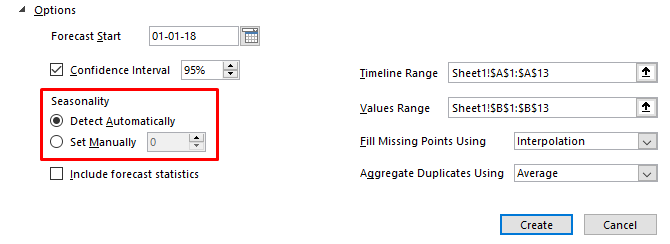 Options
Forecast Start 01-01-18
Confidence Interval 95%
Timeline Range Sheet1!$A$1:$A$13
Seasonality
Values Range Sheet1!$B$1:$B$13
Detect Automatically
Set Manually 0
Fill Missing Points Using Interpolation
Include forecast statistics
Aggregate Duplicates Using Average
Create Cancel